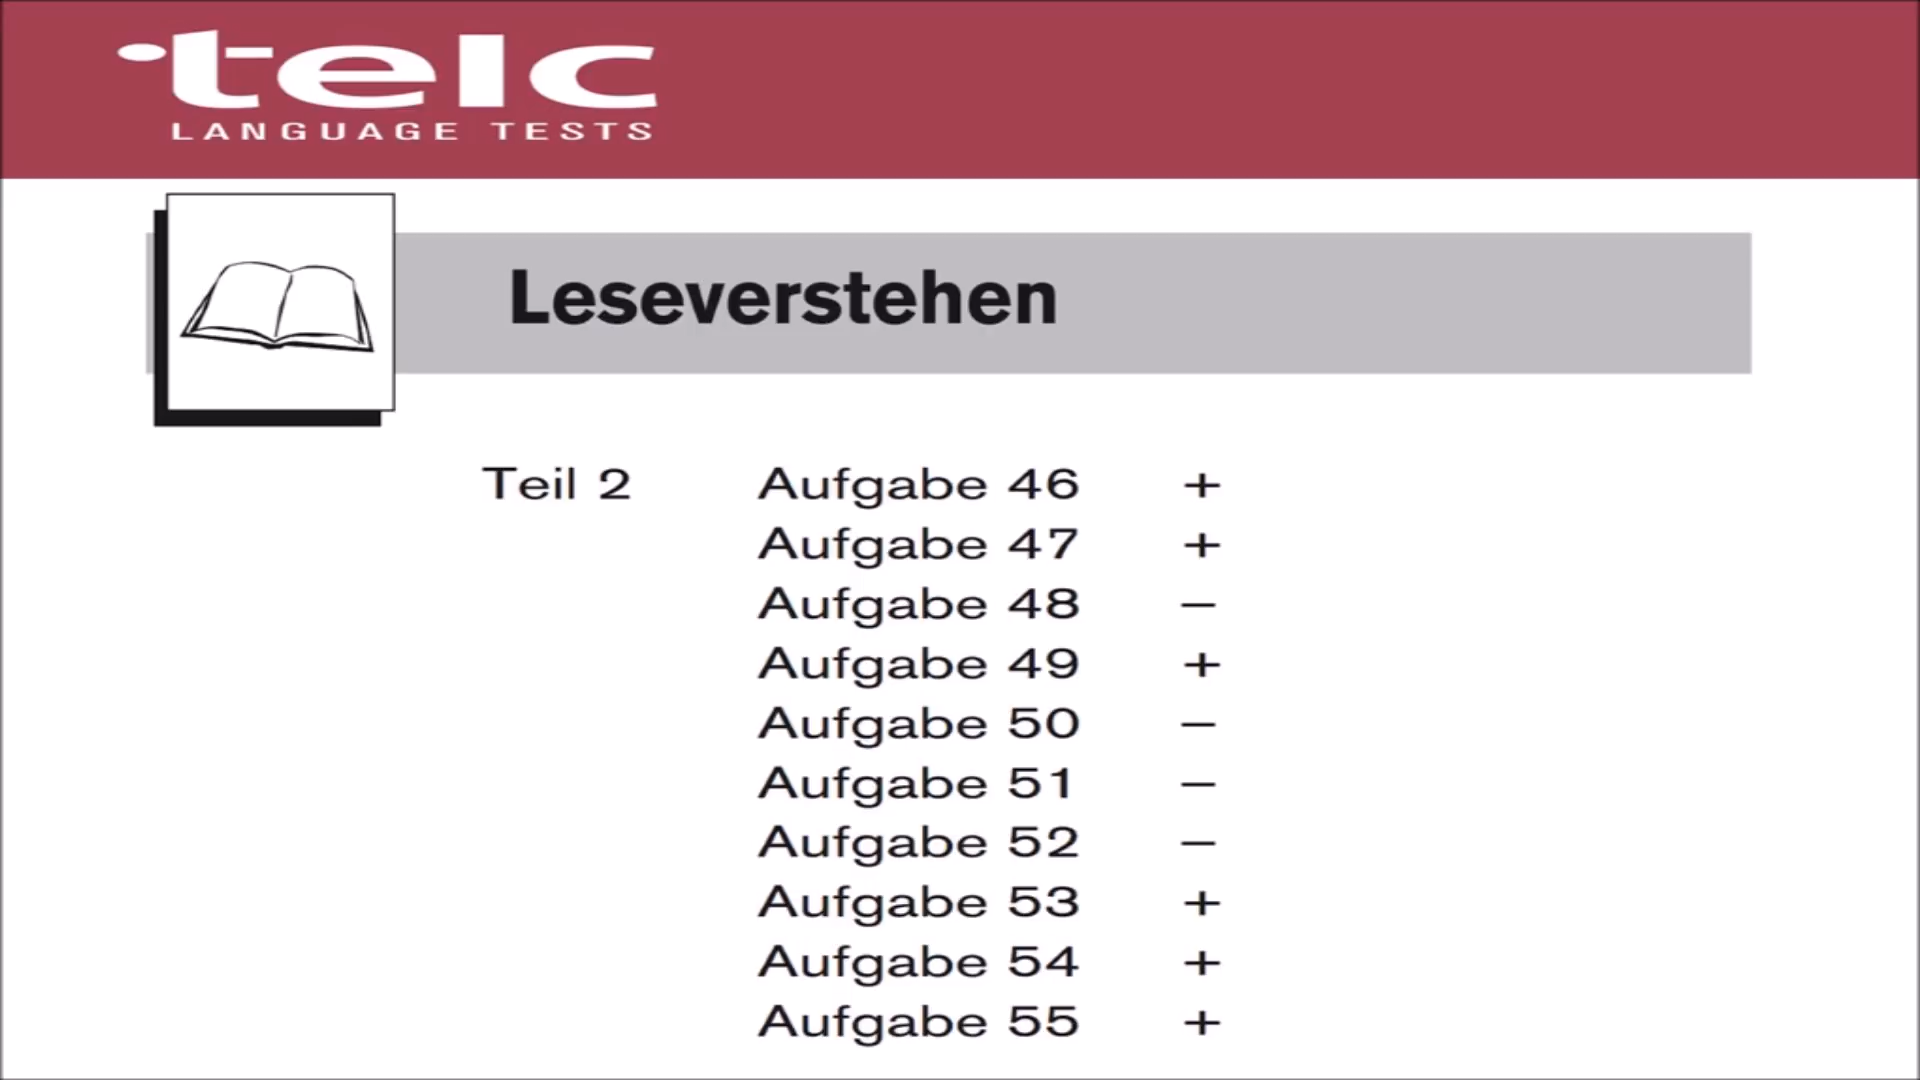 telc
LANGUAGE TESTS
Leseverstehen
Teil 2 Aufgabe 46 +
Aufgabe 47 +
Aufgabe 48 –
Aufgabe 49 +
Aufgabe 50 –
Aufgabe 51 –
Aufgabe 52 –
Aufgabe 53 +
Aufgabe 54 +
Aufgabe 55 +